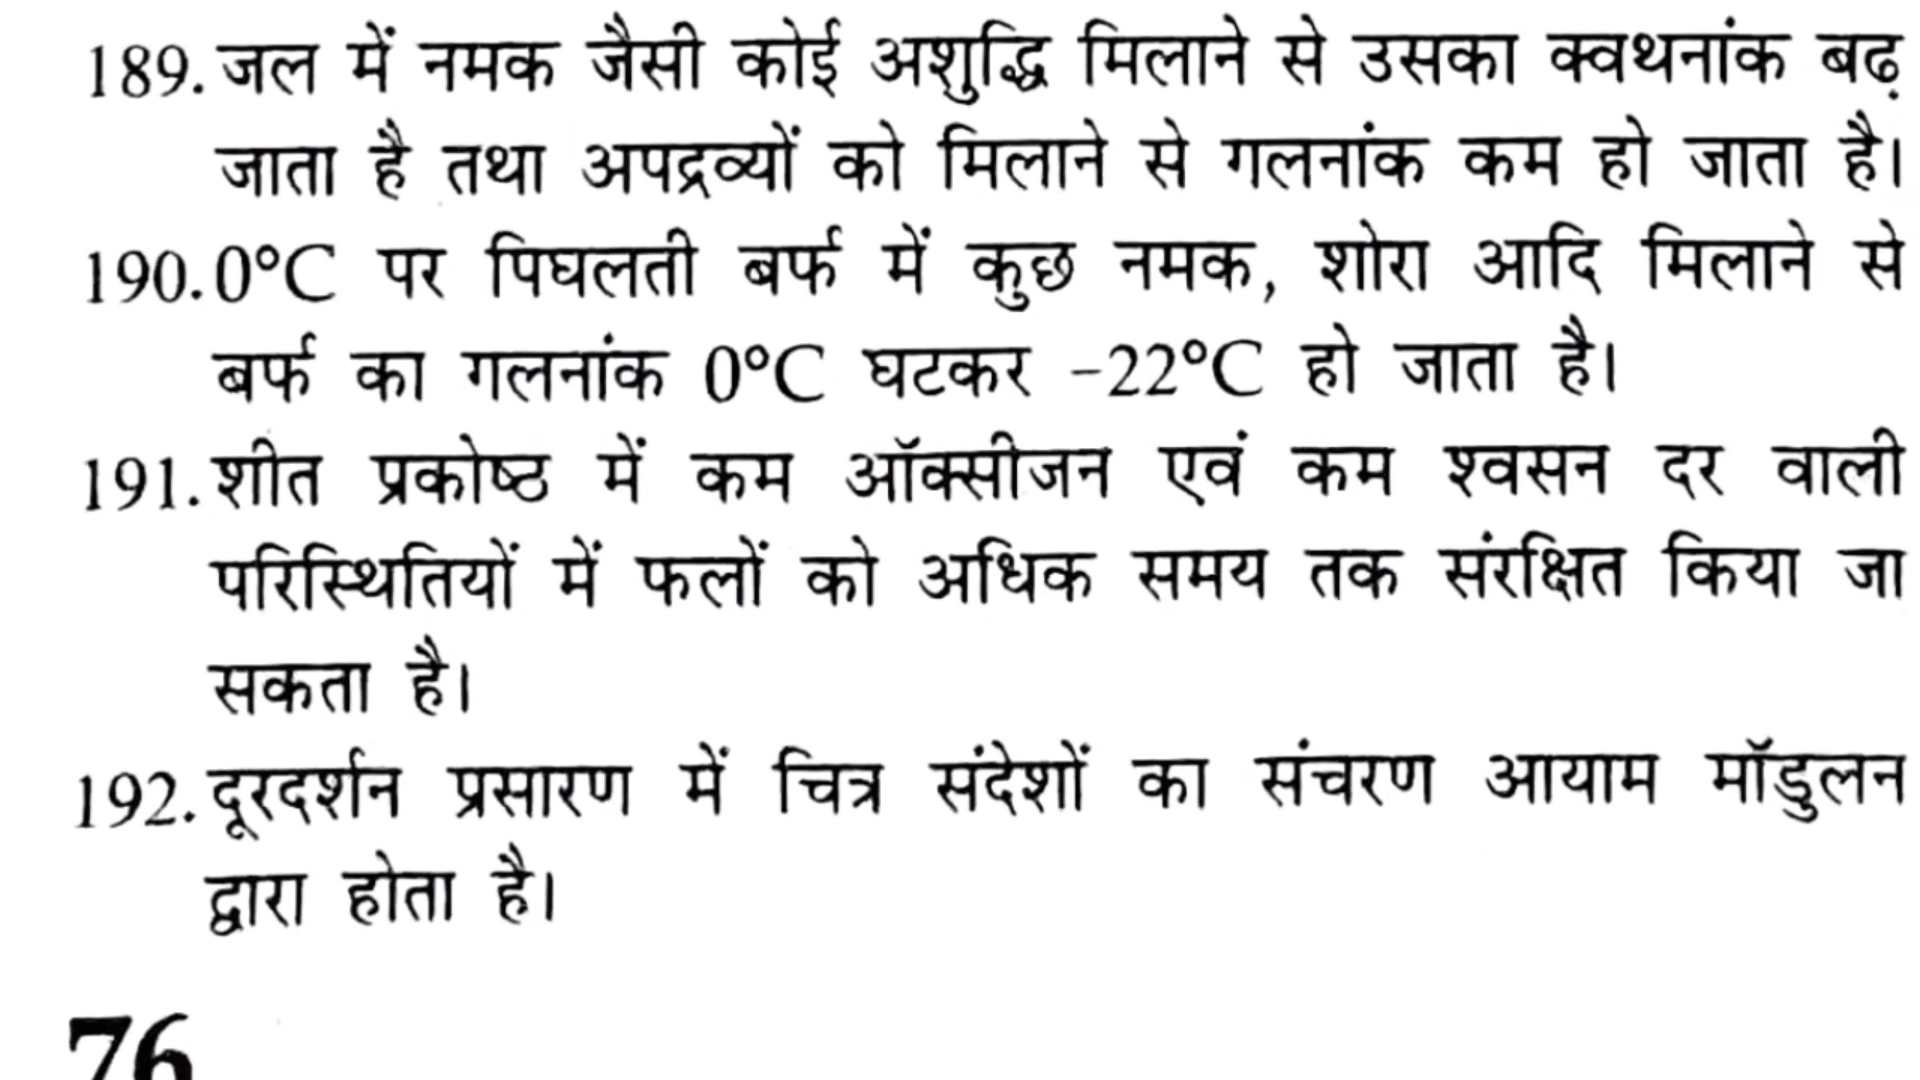 189. जल में नमक जैसी कोई अशुद्धि मिलाने से उसका क्वथनांक बढ़
जाता है तथा अपद्रव्यों को मिलाने से गलनांक कम हो जाता है।
190. 0°C पर पिघलती बर्फ में कुछ नमक, शोरा आदि मिलाने से
बर्फ का गलनांक 0°C घटकर -22°C हो जाता है।
191. शीत प्रकोष्ठ में कम ऑक्सीजन एवं कम श्वसन दर वाली
परिस्थितियों में फलों को अधिक समय तक संरक्षित किया जा
सकता है।
192. दूरदर्शन प्रसारण में चित्र संदेशों का संचरण आयाम मॉडुलन
द्वारा होता है।
76